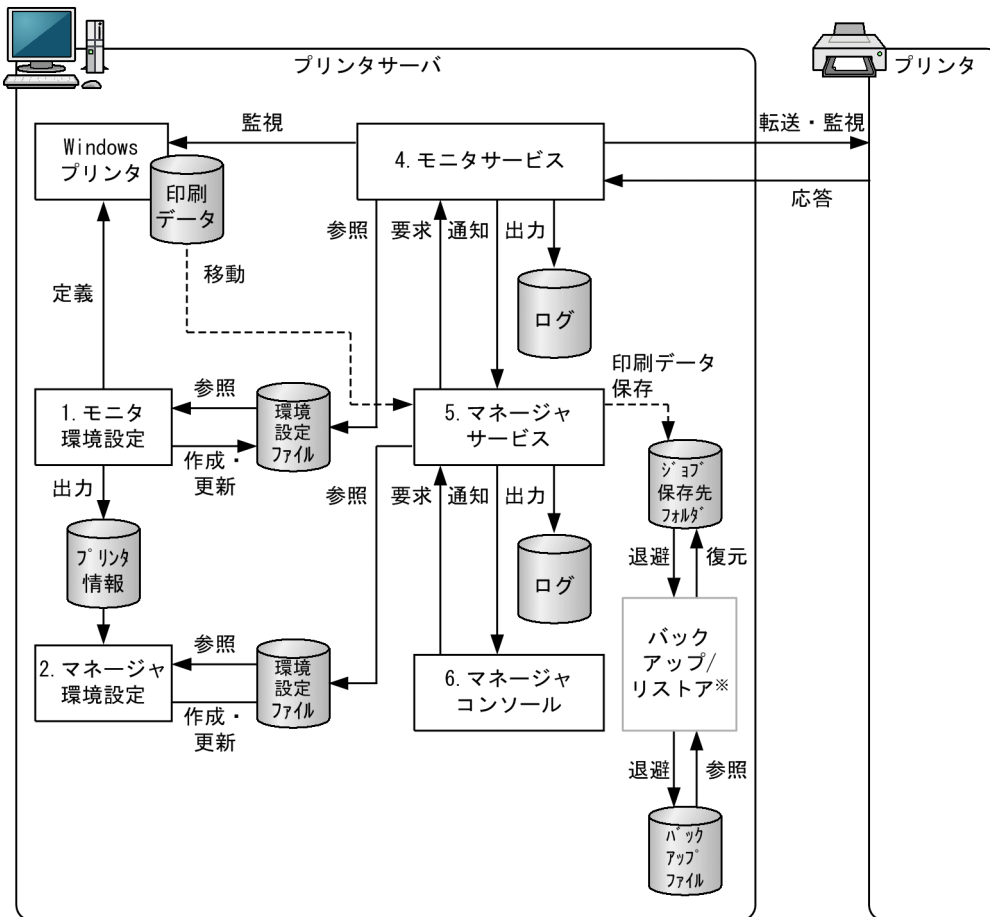 プリンタサーバ
プリンタ
Windows
プリンタ
印刷
データ
監視
4.モニタサービス
転送・監視
応答
参照
要求
通知
出力
移動
定義
ログ
印刷データ
保存
1.モニタ
環境設定
参照
作成・
更新
環境
設定
ファイル
5.マネージャ
サービス
ジョブ
保存先
フォルダ
出力
参照
要求
通知
出力
プリンタ
情報
ログ
退避
復元
2.マネージャ
環境設定
参照
作成・
更新
環境
設定
ファイル
6.マネージャ
コンソール
バック
アップ/
リストア※
退避
参照
バック
アップ
ファイル